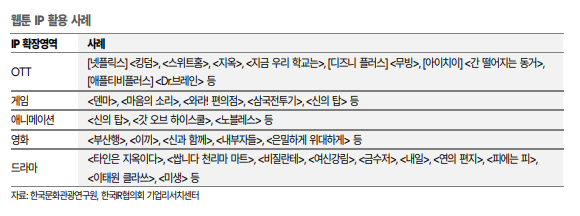 웹툰 IP 활용 사례
IP 확장영역 사례
OTT [넷플릭스] <킹덤>, <스위트홈>, <지옥>, <지금 우리 학교는>, [디즈니 플러스] <무빙>, [아이치이] <간 떨어지는 동거>,
[애플티비플러스] <Dr.브레인> 등
게임 <덴마>, <마음의 소리>, <와라! 편의점>, <삼국전투기>, <신의 탑> 등
애니메이션 <신의 탑>, <갓 오브 하이스쿨>, <노블레스> 등
영화 <부산행>, <이끼>, <신과 함께>, <내부자들>, <은밀하게 위대하게> 등
드라마 <타인은 지옥이다>, <쌉니다 천리마 마트>, <비질란테>, <여신강림>, <금수저>, <내일>, <연의 편지>, <피에는 피>,
<이태원 클라쓰>, <미생> 등
자료: 한국문화관광연구원, 한국IR협의회 기업리서치센터